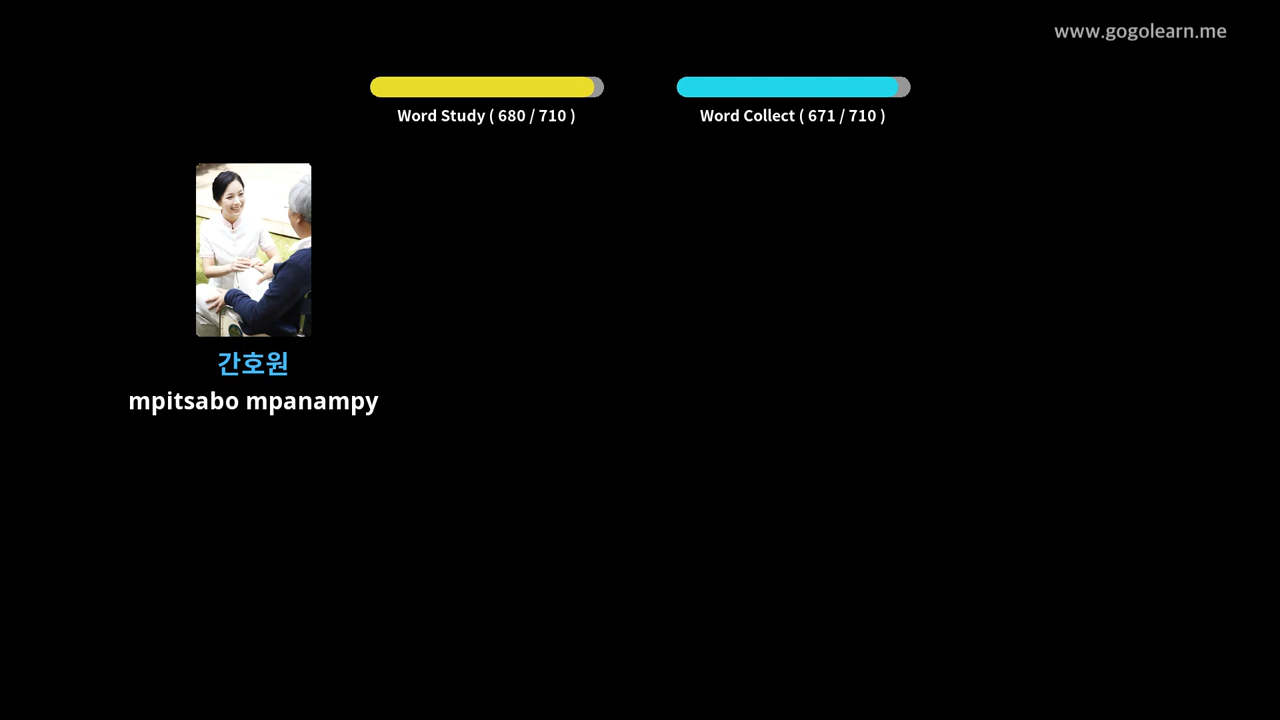 www.gogolearn.me
Word Study ( 680 / 710 )
Word Collect ( 671 / 710 )
간호원
mpitsabo mpanampy